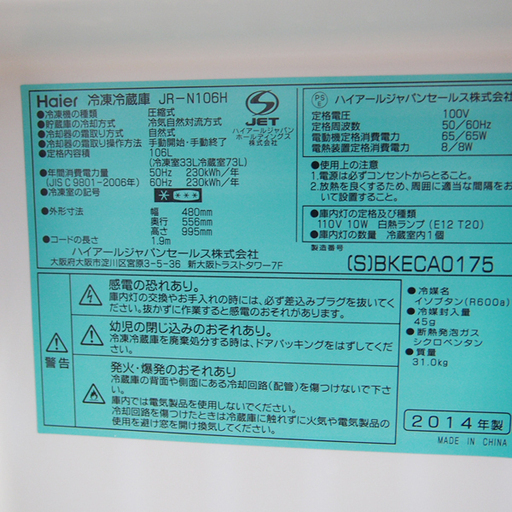 Haier 冷凍冷蔵庫 JR-N106H
●冷凍機の種類 圧縮式
●貯蔵庫の冷却方式 冷気自然対流方式
●冷却器の霜取り方式 自然式
●冷却器の霜取り操作方法 手動開始・手動終了
●定格内容積 106L
(冷凍室33L冷蔵室73L)
●年間消費電力量 50Hz 230kWh/年
(JIS C 9801-2006年) 60Hz 230kWh/年
●冷凍室の記号
●外形寸法 幅 480mm
奥行 556mm
高さ 995mm
●コードの長さ 1.9m
ハイアールジャパンセールス株式会社
大阪府大阪市淀川区宮原3-5-36 新大阪トラストタワー7F
JET
ハイアールジャパン
ホールディングス
株式会社
PS
E
ハイアールジャパンセールス株式会社
定格電圧 100V
定格周波数 50/60Hz
電動機定格消費電力 65/65W
電熱装置定格消費電力 8/8W
●使用上の注意
1.電源は必ずコンセントからとること。
2.放熱を良くするため、周囲に適当な間隔をお
いて設置すること。
●庫内灯の定格及び種類
110V 10W 白熱ランプ (E12 T20)
●庫内灯の数量 冷蔵室内1個
製造番号
(S)BKECA0175
警告
感電の恐れあり。
庫内灯の交換やお手入れの時には、必ず差込みプラグを抜いてく
ださい。抜かずに作業すると感電のおそれがあります。
幼児の閉じ込みのおそれあり。
冷蔵庫を廃棄処分する時は、ドアパッキングをはずしてください。
発火・爆発のおそれあり
冷蔵庫の背面や側面にある冷却回路(配管)を傷つけないで下さ
い。
庫内では電気製品を使用しないでください。
冷却回路を傷つけたときは冷蔵庫に触れずに火気や電気製品の
使用を避け窓を開け換気してください。
●冷媒名
イソブタン(R600a)
●冷媒封入量
45g
●断熱発泡ガス
シクロペンタン
●質量
31.0kg
2014年製
MADE IN CHINA